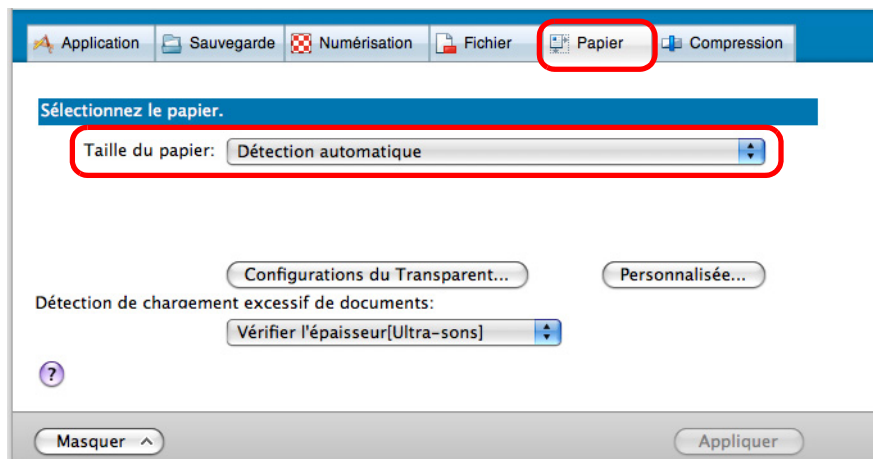 Application Sauvegarde Numérisation Fichier Papier Compression
Sélectionnez le papier.
Taille du papier: Détection automatique
Configurations du Transparent... Personnalisée...
Détection de chargement excessif de documents:
Vérifier l'épaisseur[Ultra-sons]
?
Masquer Appliquer